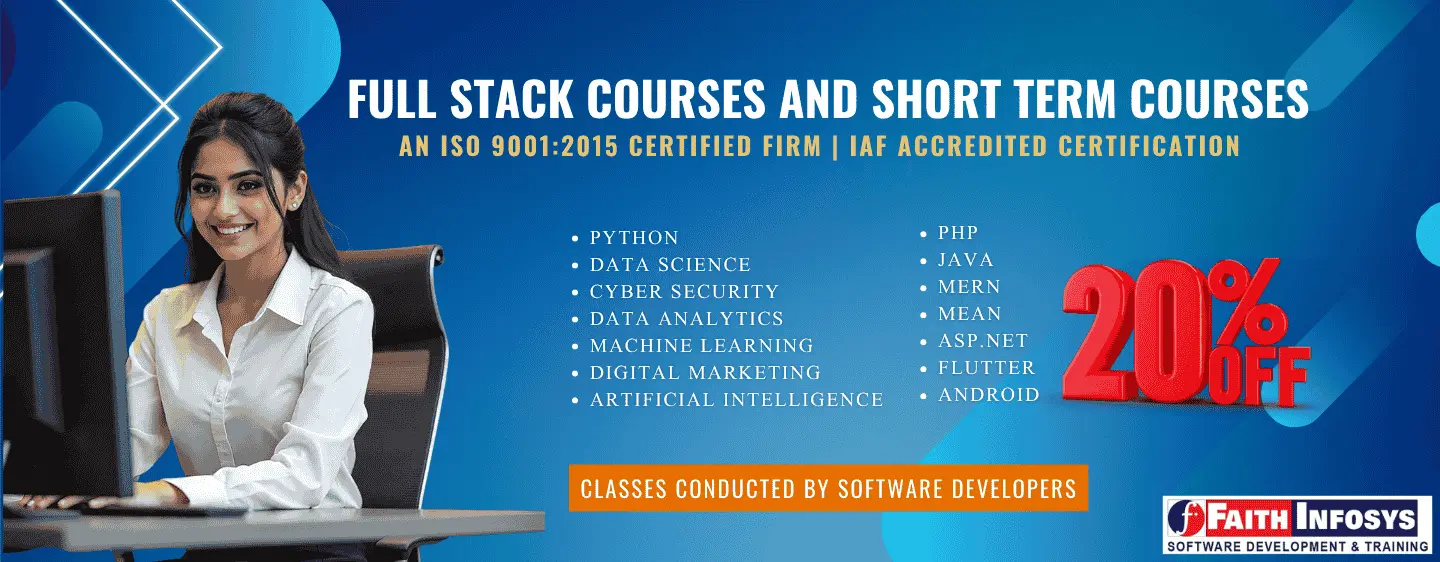 FULL STACK COURSES AND SHORT TERM COURSES
AN ISO 9001:2015 CERTIFIED FIRM | IAF ACCREDITED CERTIFICATION
• PYTHON
• DATA SCIENCE
• CYBER SECURITY
• DATA ANALYTICS
• MACHINE LEARNING
• DIGITAL MARKETING
• ARTIFICIAL INTELLIGENCE
• PHP
• JAVA
• MERN
• MEAN
• ASP.NET
• FLUTTER
• ANDROID
20%
OFF
CLASSES CONDUCTED BY SOFTWARE DEVELOPERS
f FAITH INFOSYS
SOFTWARE DEVELOPMENT & TRAINING